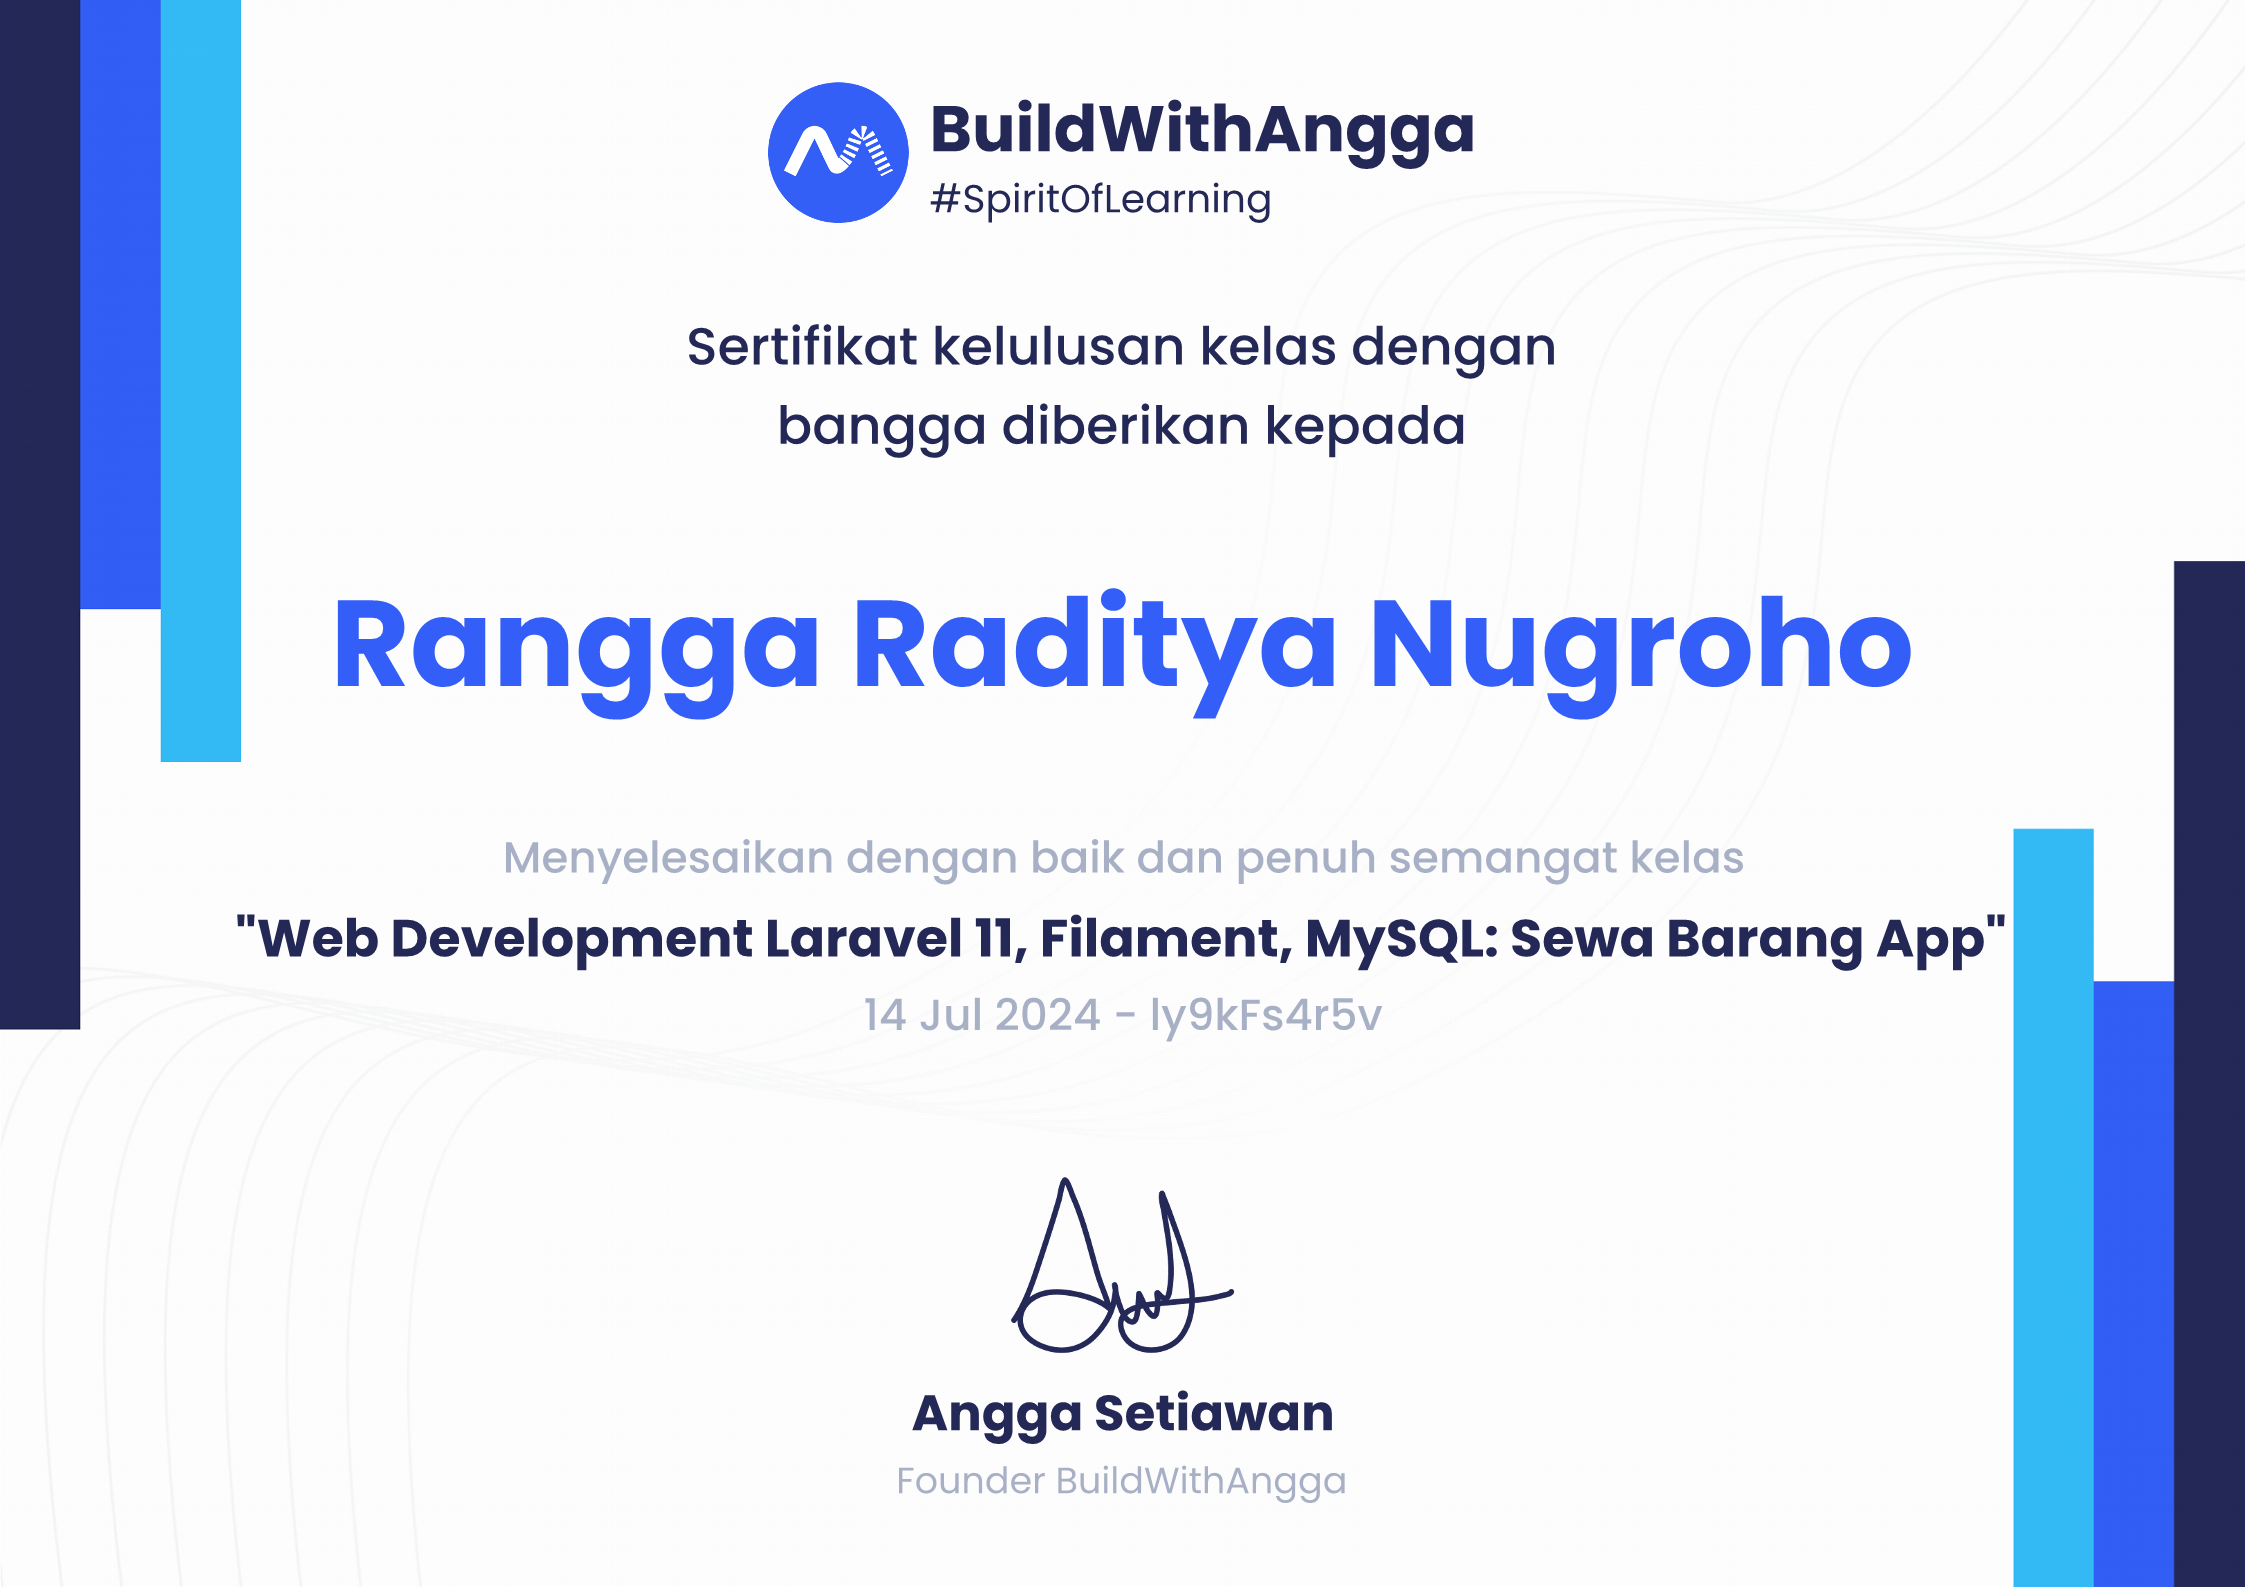 BuildWithAngga
#SpiritOfLearning
Sertifikat kelulusan kelas dengan
bangga diberikan kepada
Rangga Raditya Nugroho
Menyelesaikan dengan baik dan penuh semangat kelas
"Web Development Laravel 11, Filament, MySQL: Sewa Barang App"
14 Jul 2024 - ly9kFs4r5v
Angga Setiawan
Founder BuildWithAngga